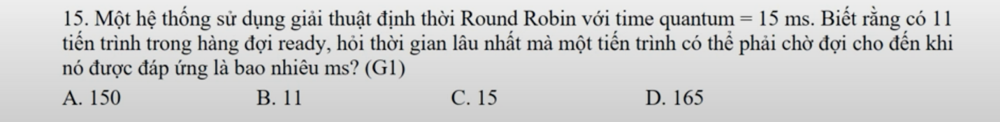 15. Một hệ thống sử dụng giải thuật định thời Round Robin với time quantum = 15 ms. Biết rằng có 11
tiến trình trong hàng đợi ready, hỏi thời gian lâu nhất mà một tiến trình có thể phải chờ đợi cho đến khi
nó được đáp ứng là bao nhiêu ms? (G1)
A. 150 B. 11 C. 15 D. 165